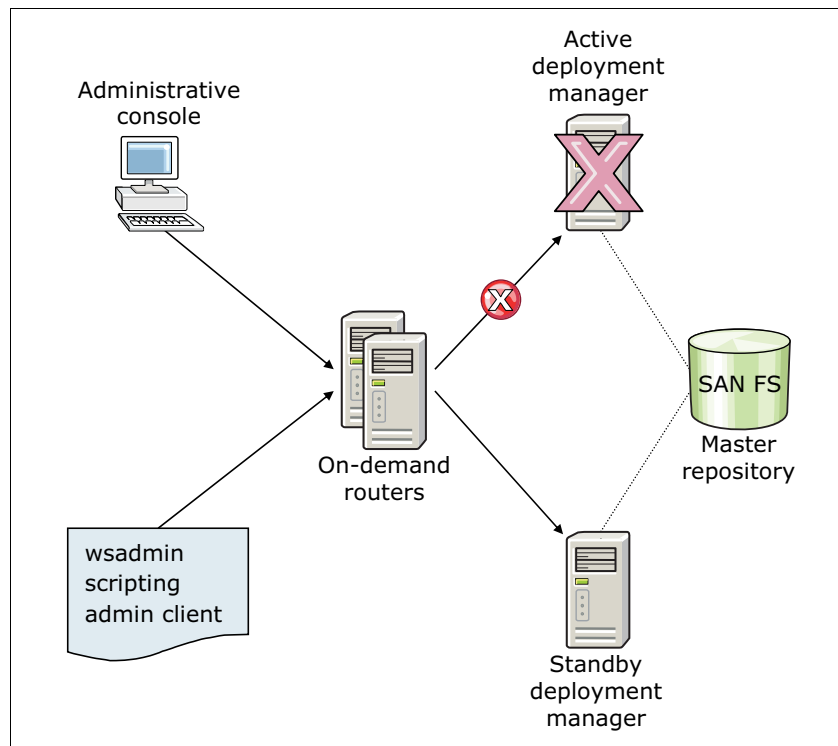 Active
deployment
manager
Administrative
console
X
X
SAN FS
Master
repository
On-demand
routers
wsadmin
scripting
admin client
Standby
deployment
manager